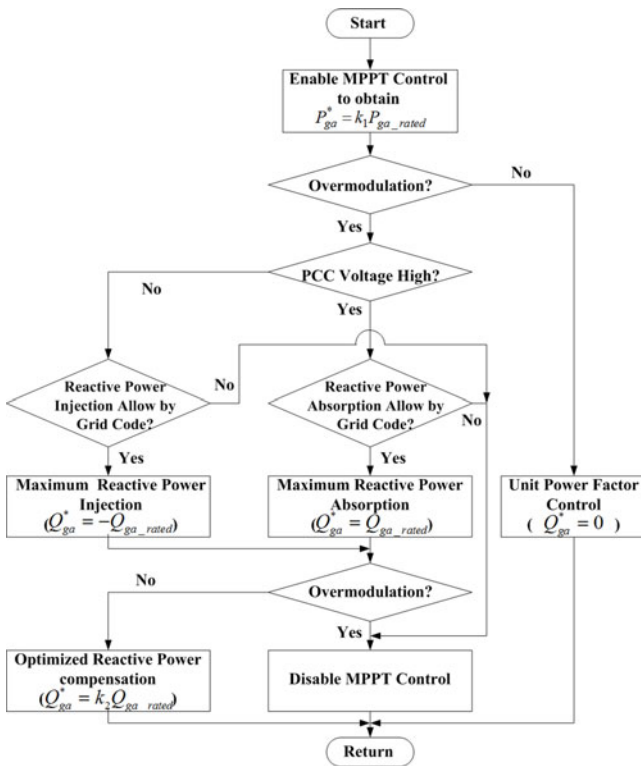 Start
Enable MPPT Control
to obtain
P*ga = k1Pga_rated
Overmodulation?
No
Yes
PCC Voltage High?
No
Yes
Reactive Power
Injection Allow by
Grid Code?
No
Reactive Power
Absorption Allow by
Grid Code?
No
Yes
Yes
Maximum Reactive Power
Injection
(Q*ga = −Qga_rated)
Maximum Reactive Power
Absorption
(Q*ga = Qga_rated)
Unit Power Factor
Control
( Q*ga = 0 )
Overmodulation?
No
Yes
Optimized Reactive Power
compensation
(Q*ga = k2Qga_rated)
Disable MPPT Control
Return